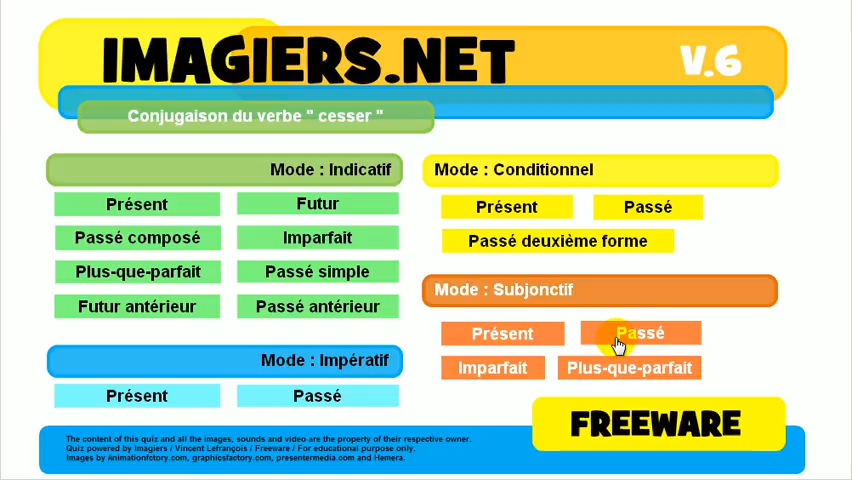 IMAGIERS.NET
V.6
Conjugaison du verbe " cesser "
Mode : Indicatif
Présent
Futur
Passé composé
Imparfait
Plus-que-parfait
Passé simple
Futur antérieur
Passé antérieur
Mode : Impératif
Présent
Passé
Mode : Conditionnel
Présent
Passé
Passé deuxième forme
Mode : Subjonctif
Présent
Passé
Imparfait
Plus-que-parfait
FREEWARE
The content of this quiz and all the images, sounds and video are the property of their respective owner.
Quiz powered by Imagiers / Vincent Lefrançois / Freeware / For educational purpose only.
Images by Animationfctory.com, graphicsfactory.com, presentermedia.com and Hemera.